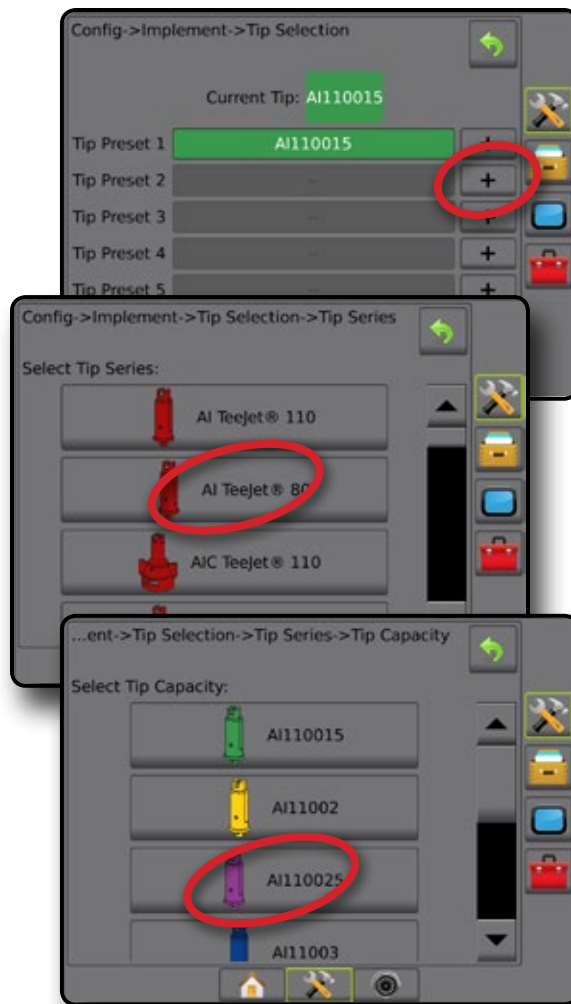 Config->Implement->Tip Selection
Current Tip: AI110015
Tip Preset 1 AI110015 +
Tip Preset 2 -- +
Tip Preset 3 -- +
Tip Preset 4 -- +
Tip Preset 5 -- +
Config->Implement->Tip Selection->Tip Series
Select Tip Series:
AI TeeJet® 110
AI TeeJet® 80
AIC TeeJet® 110
...ent->Tip Selection->Tip Series->Tip Capacity
Select Tip Capacity:
AI110015
AI11002
AI110025
AI11003